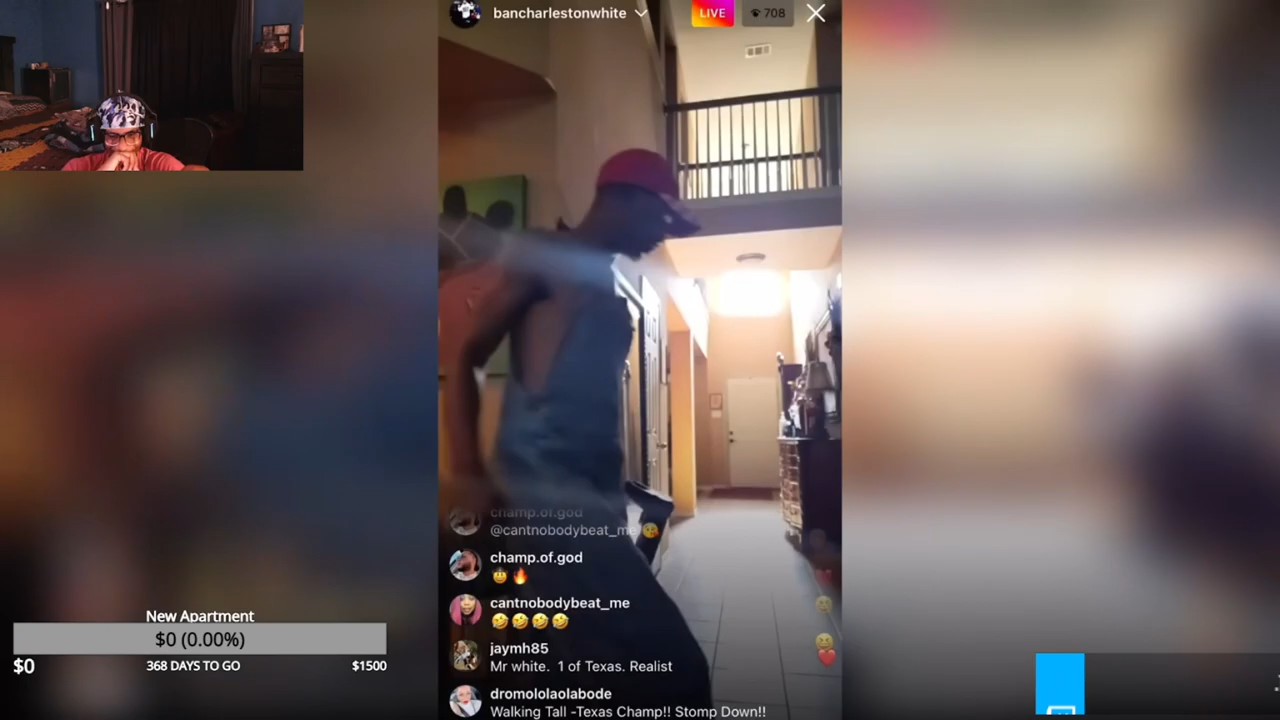 bancharlestonwhite
LIVE
708
champ.of.god
@cantnobodybeat_me
champ.of.god
cantnobodybeat_me
jaymh85
Mr white. 1 of Texas. Realist
dromololaolabode
Walking Tall -Texas Champ!! Stomp Down!!
New Apartment
$0 (0.00%)
$0
368 DAYS TO GO
$1500